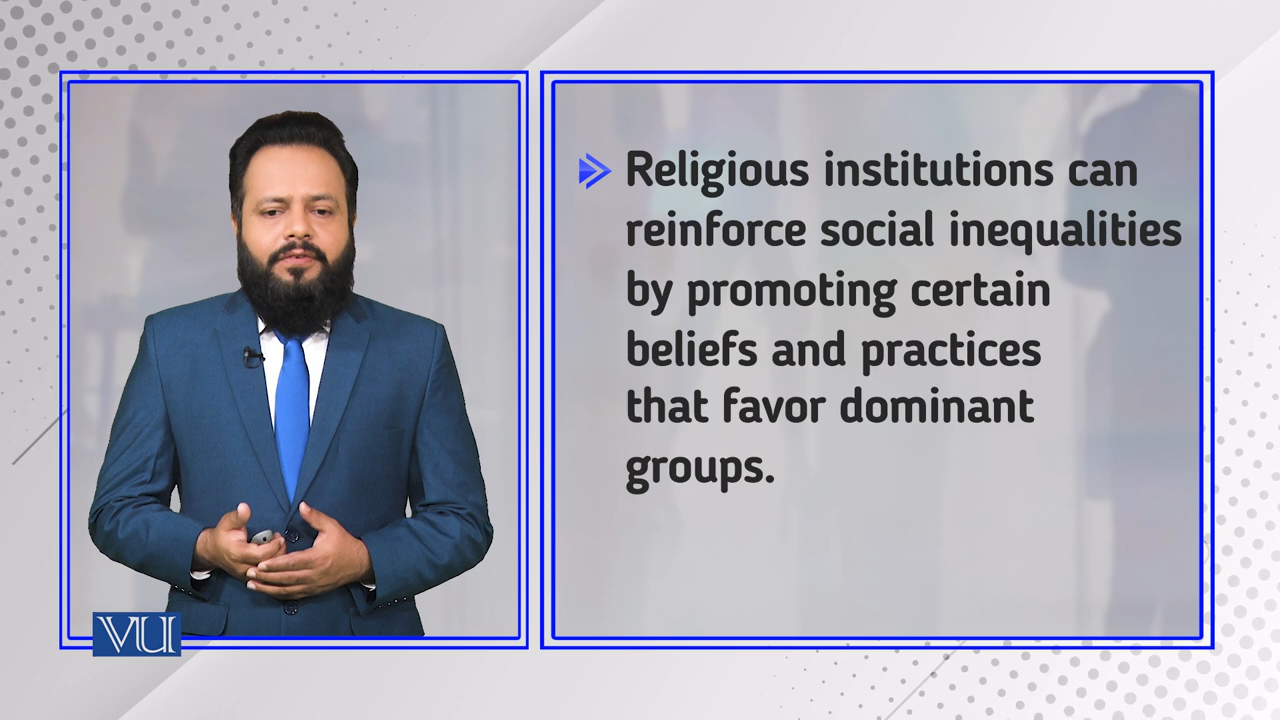 Religious institutions can
reinforce social inequalities
by promoting certain
beliefs and practices
that favor dominant
groups.
VU